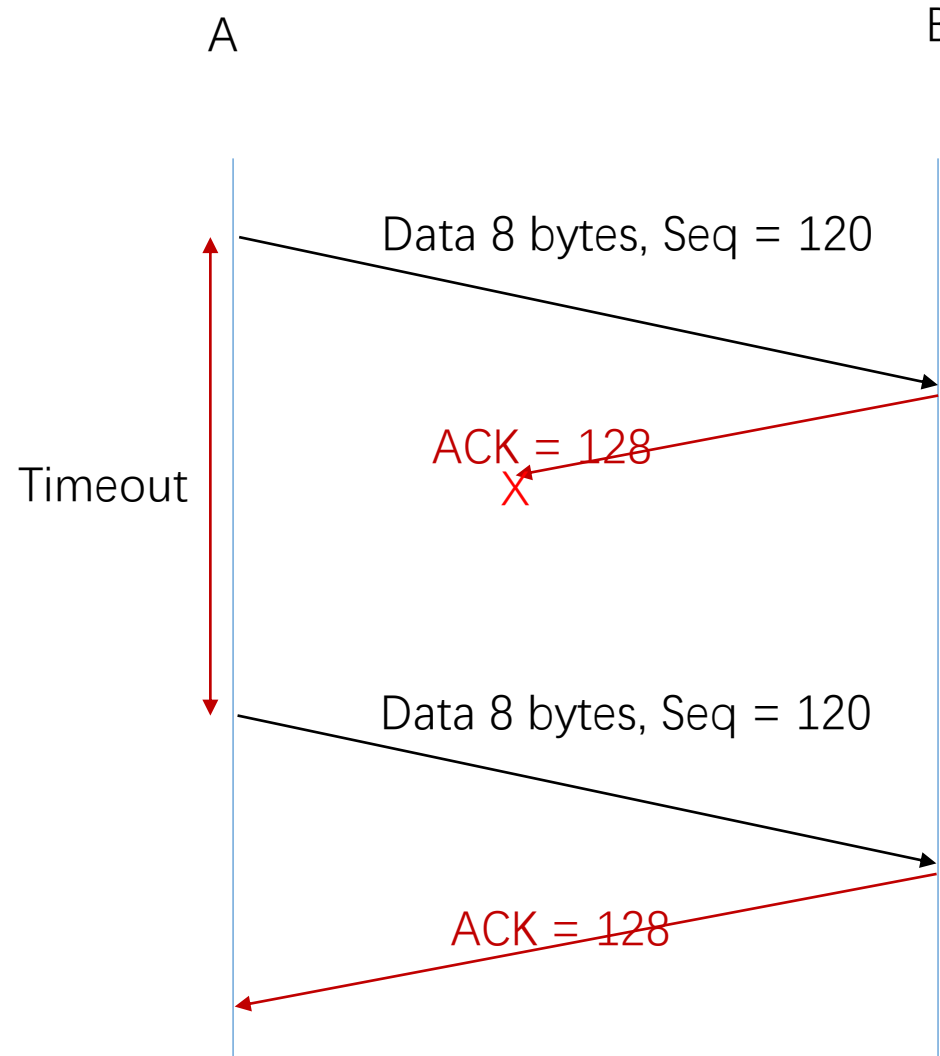 A
Data 8 bytes, Seq = 120
ACK = 128
Timeout
X
Data 8 bytes, Seq = 120
ACK = 128